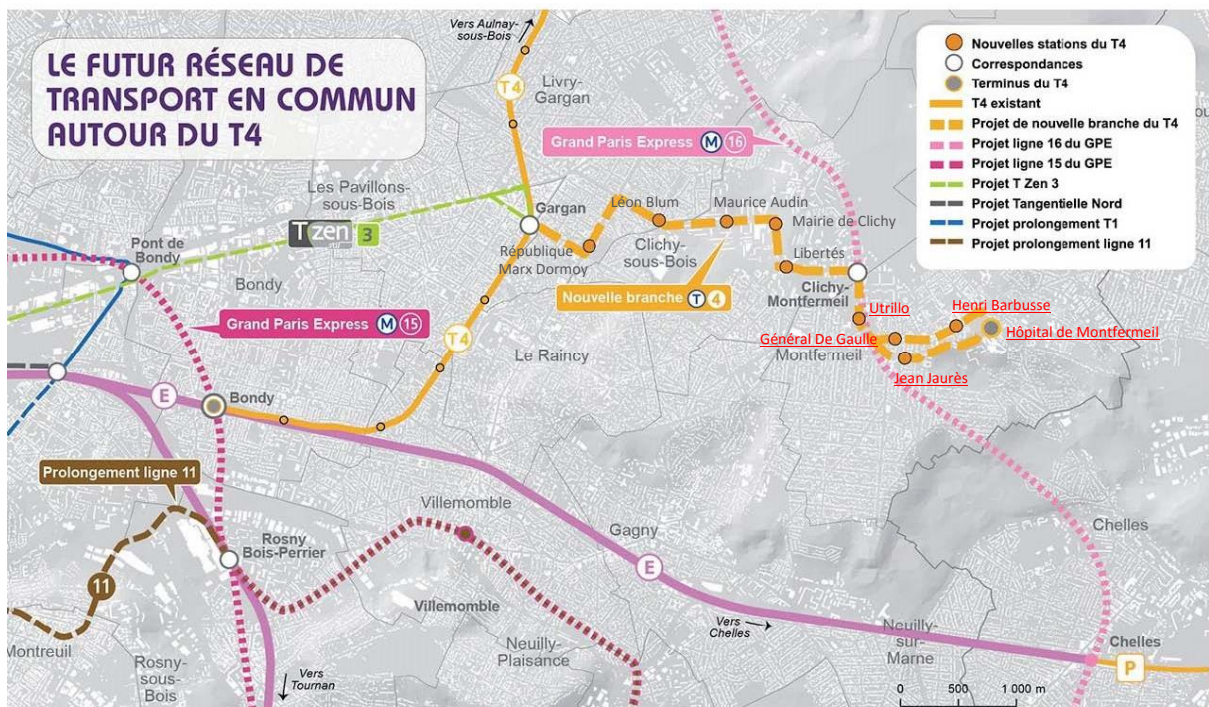 LE FUTUR RÉSEAU DE
TRANSPORT EN COMMUN
AUTOUR DU T4
Vers Aulnay-
sous-Bois
T4
Livry-
Gargan
Grand Paris Express M 16
Nouvelles stations du T4
Correspondances
Terminus du T4
T4 existant
Projet de nouvelle branche du T4
Projet ligne 16 du GPE
Projet ligne 15 du GPE
Projet T Zen 3
Projet Tangentielle Nord
Projet prolongement T1
Projet prolongement ligne 11
Les Pavillons-
sous-Bois
Gargan
Léon Blum
Maurice Audin
Mairie de Clichy
Tzen 3
Pont de
Bondy
République
Marx Dormoy
Clichy-
sous-Bois
Libertés
Bondy
Clichy-
Montfermeil
Nouvelle branche T 4
Utrillo
Henri Barbusse
Grand Paris Express M 15
T4
Général De Gaulle
Hôpital de Montfermeil
Le Raincy
Montfermeil
Jean Jaurès
E
Bondy
Prolongement ligne 11
Villemomble
Gagny
Chelles
Rosny
Bois-Perrier
E
11
Villemomble
Vers
Chelles
Neuilly-
sur-
Marne
Chelles
Montreuil
Rosny-
sous-
Bois
Vers
Tournan
Neuilly-
Plaisance
P
0 500 1 000 m